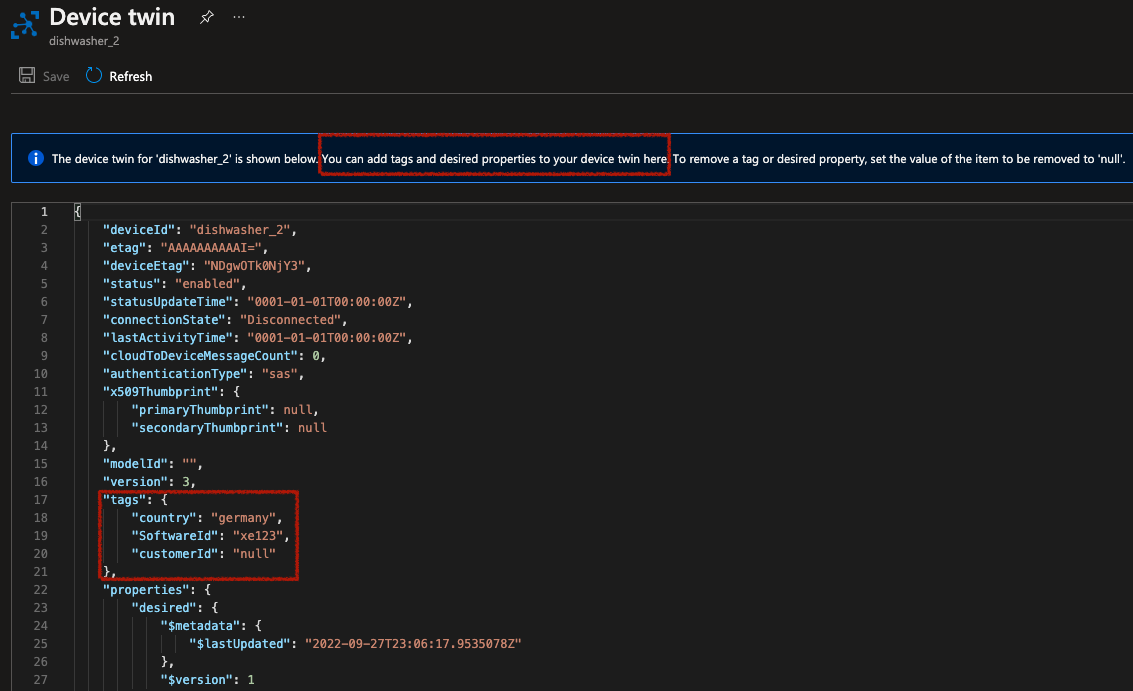 Device twin
dishwasher_2
Save Refresh
The device twin for 'dishwasher_2' is shown below. You can add tags and desired properties to your device twin here. To remove a tag or desired property, set the value of the item to be removed to 'null'.
1 {
2 "deviceId": "dishwasher_2",
3 "etag": "AAAAAAAAAAI=",
4 "deviceEtag": "NDgwOTk0NjY3",
5 "status": "enabled",
6 "statusUpdateTime": "0001-01-01T00:00:00Z",
7 "connectionState": "Disconnected",
8 "lastActivityTime": "0001-01-01T00:00:00Z",
9 "cloudToDeviceMessageCount": 0,
10 "authenticationType": "sas",
11 "x509Thumbprint": {
12 "primaryThumbprint": null,
13 "secondaryThumbprint": null
14 },
15 "modelId": "",
16 "version": 3,
17 "tags": {
18 "country": "germany",
19 "SoftwareId": "xe123",
20 "customerId": "null"
21 },
22 "properties": {
23 "desired": {
24 "$metadata": {
25 "$lastUpdated": "2022-09-27T23:06:17.9535078Z"
26 },
27 "$version": 1